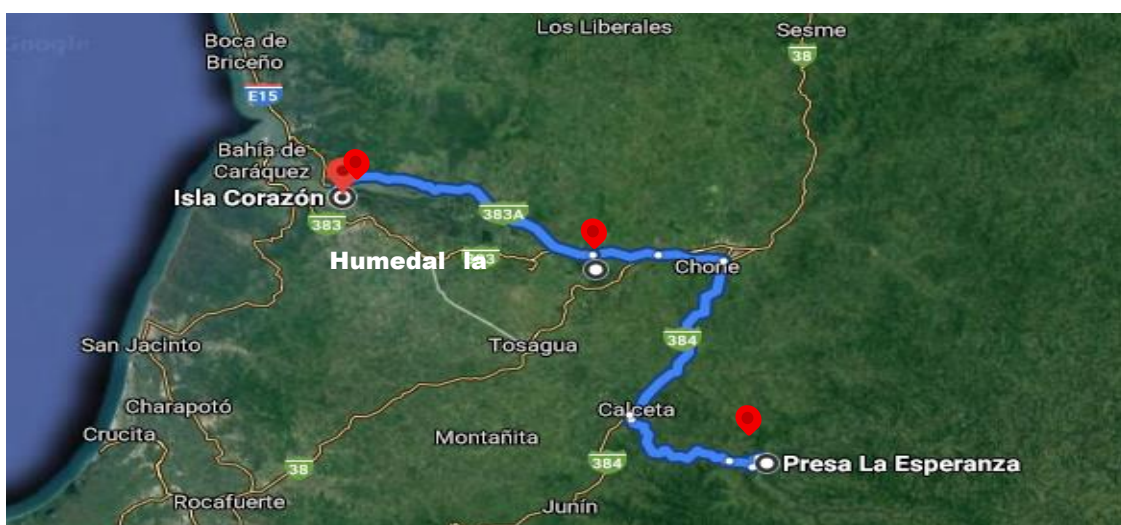 Google
Los Liberales
Sesme
Boca de
Briceño
38
E15
Bahía de
Caráquez
Isla Corazón
383A
383
Humedal la
Chone
San Jacinto
Tosagua
384
Charapotó
Calceta
Crucita
Montañita
38
384
Presa La Esperanza
Rocafuerte
Junín